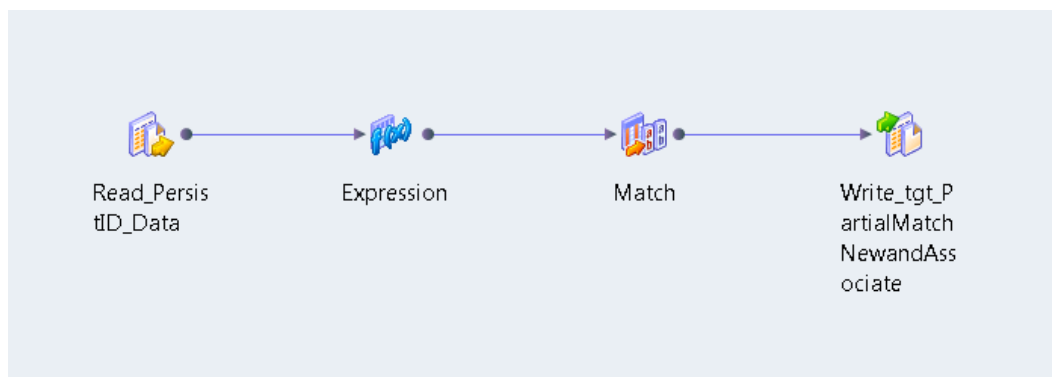 Read_Persis
tID_Data
Expression
Match
Write_tgt_P
artialMatch
NewandAss
ociate